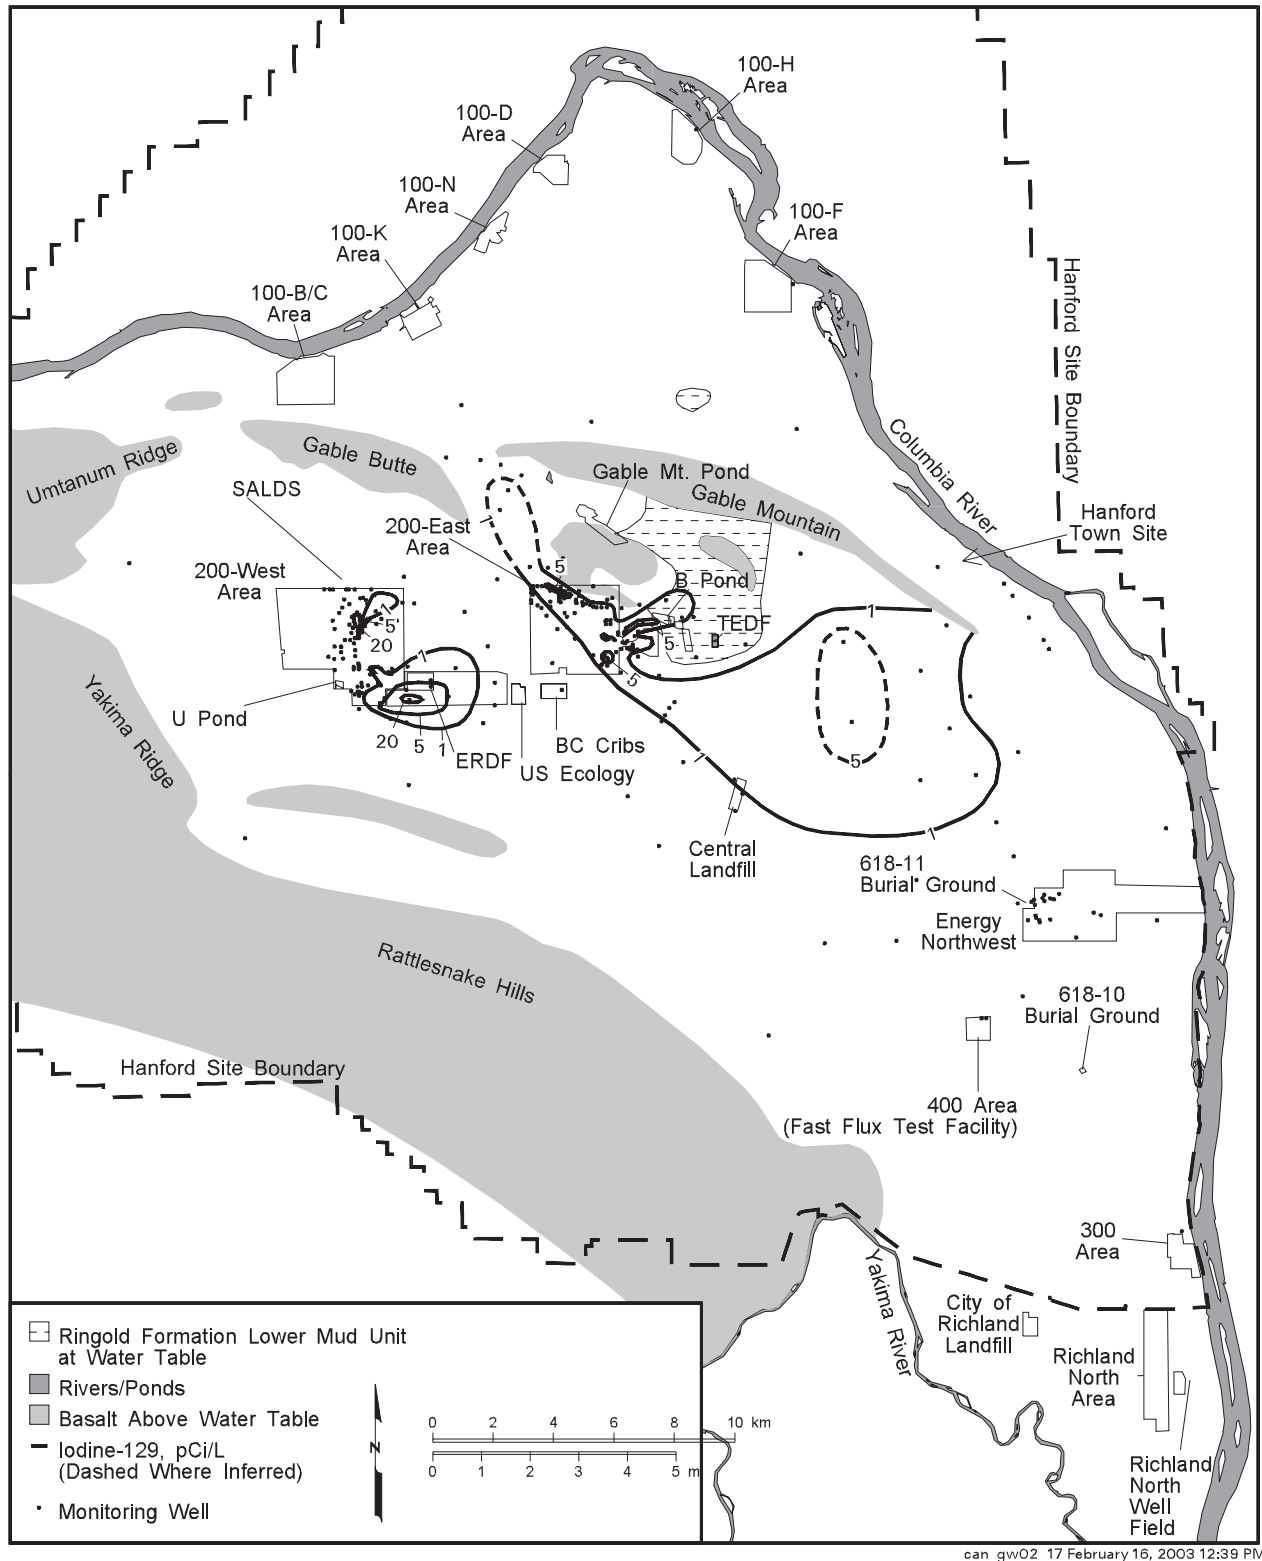 100-H
Area
100-D
Area
100-N
Area
100-F
Area
100-K
Area
100-B/C
Area
Hanford Site Boundary
Columbia River
Umtanum Ridge
Gable Butte
Gable Mt. Pond
Gable Mountain
SALDS
Hanford
Town Site
200-East
Area
200-West
Area
5
B Pond
1
5
20
TEDF
1
5
1
5
Yakima Ridge
U Pond
20
5
1
ERDF
BC Cribs
US Ecology
1
5
1
Central
Landfill
618-11
Burial Ground
Energy
Northwest
Rattlesnake Hills
618-10
Burial Ground
Hanford Site Boundary
400 Area
(Fast Flux Test Facility)
300
Area
Yakima River
City of
Richland
Landfill
Richland
North
Area
Richland
North
Well
Field
Ringold Formation Lower Mud Unit
at Water Table
Rivers/Ponds
Basalt Above Water Table
Iodine-129, pCi/L
(Dashed Where Inferred)
Monitoring Well
N
0 2 4 6 8 10 km
0 1 2 3 4 5 m
can_gw02_17 February 16, 2003 12:39 PM